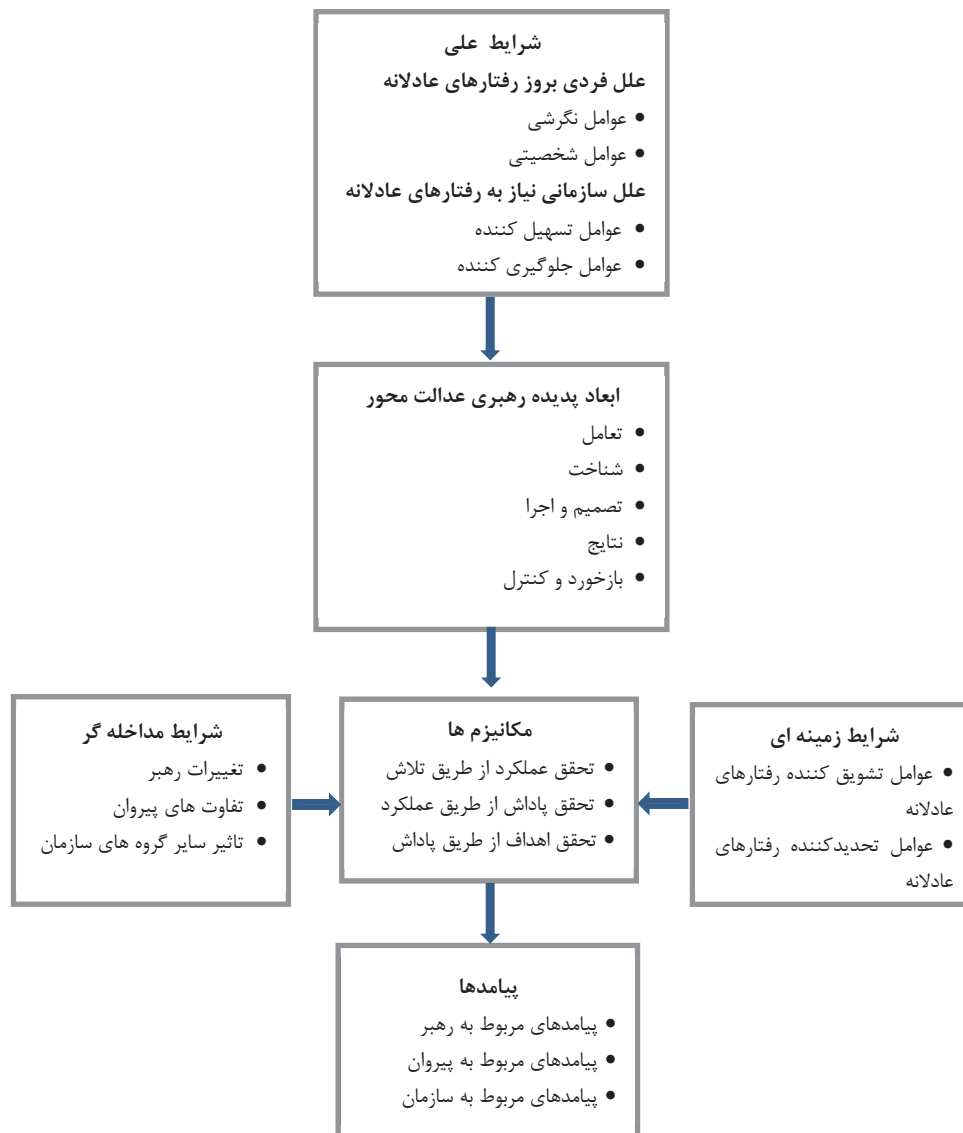 شرایط علی
علل فردی بروز رفتارهای عادلانه
• عوامل نگرشی
• عوامل شخصیتی
علل سازمانی نیاز به رفتارهای عادلانه
• عوامل تسهیل کننده
• عوامل جلوگیری کننده
ابعاد پدیده رهبری عدالت محور
• تعامل
• شناخت
• تصمیم و اجرا
• نتایج
• بازخورد و کنترل
شرایط زمینه ای
• عوامل تشویق کننده رفتارهای
عادلانه
• عوامل تحدیدکننده رفتارهای
عادلانه
مکانیزم ها
• تحقق عملکرد از طریق تلاش
• تحقق پاداش از طریق عملکرد
• تحقق اهداف از طریق پاداش
شرایط مداخله گر
• تغییرات رهبر
• تفاوت های پیروان
• تاثیر سایر گروه های سازمان
پیامدها
• پیامدهای مربوط به رهبر
• پیامدهای مربوط به پیروان
• پیامدهای مربوط به سازمان